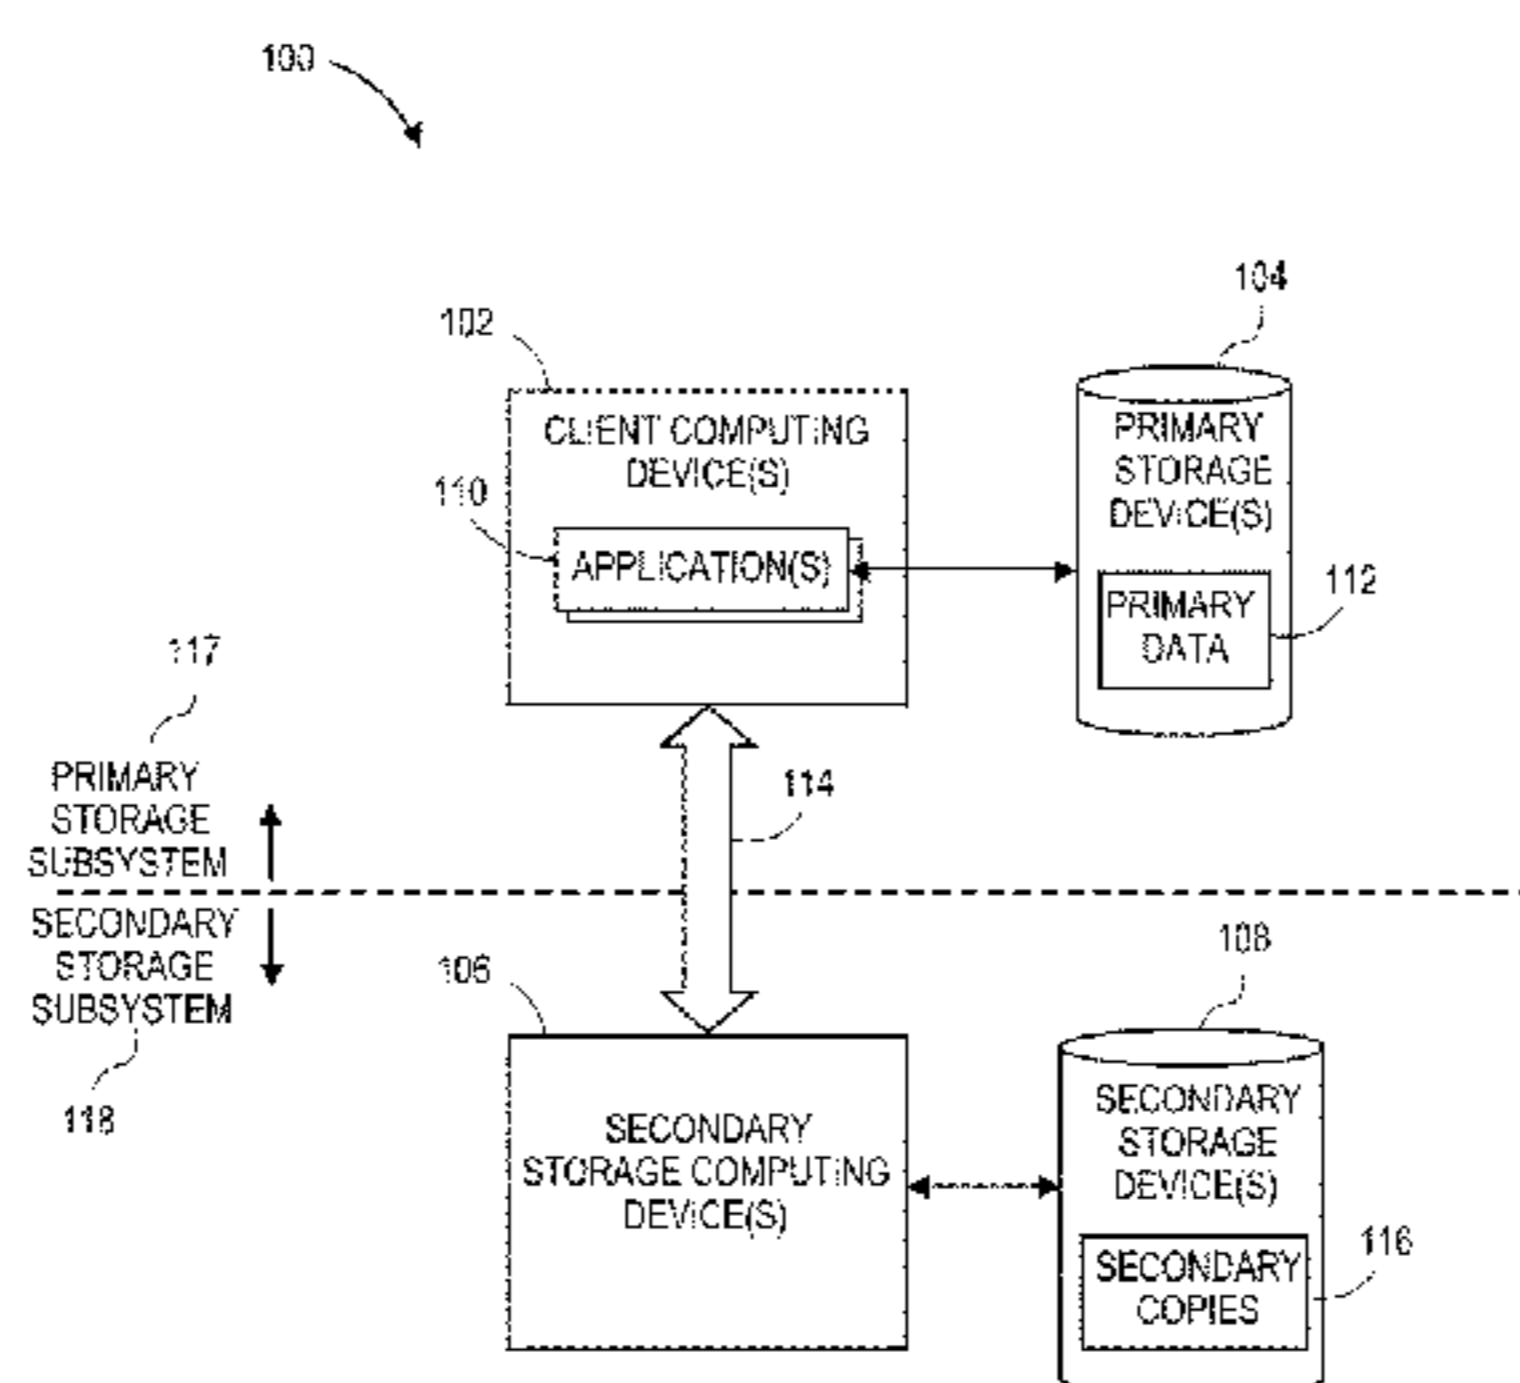 100
104
102
CLIENT COMPUTING
DEVICE(S)
110
APPLICATION(S)
PRIMARY
STORAGE
DEVICE(S)
112
PRIMARY
DATA
117
PRIMARY
STORAGE
SUBSYSTEM
114
SECONDARY
STORAGE
SUBSYSTEM
118
106
108
SECONDARY
STORAGE COMPUTING
DEVICE(S)
SECONDARY
STORAGE
DEVICE(S)
116
SECONDARY
COPIES